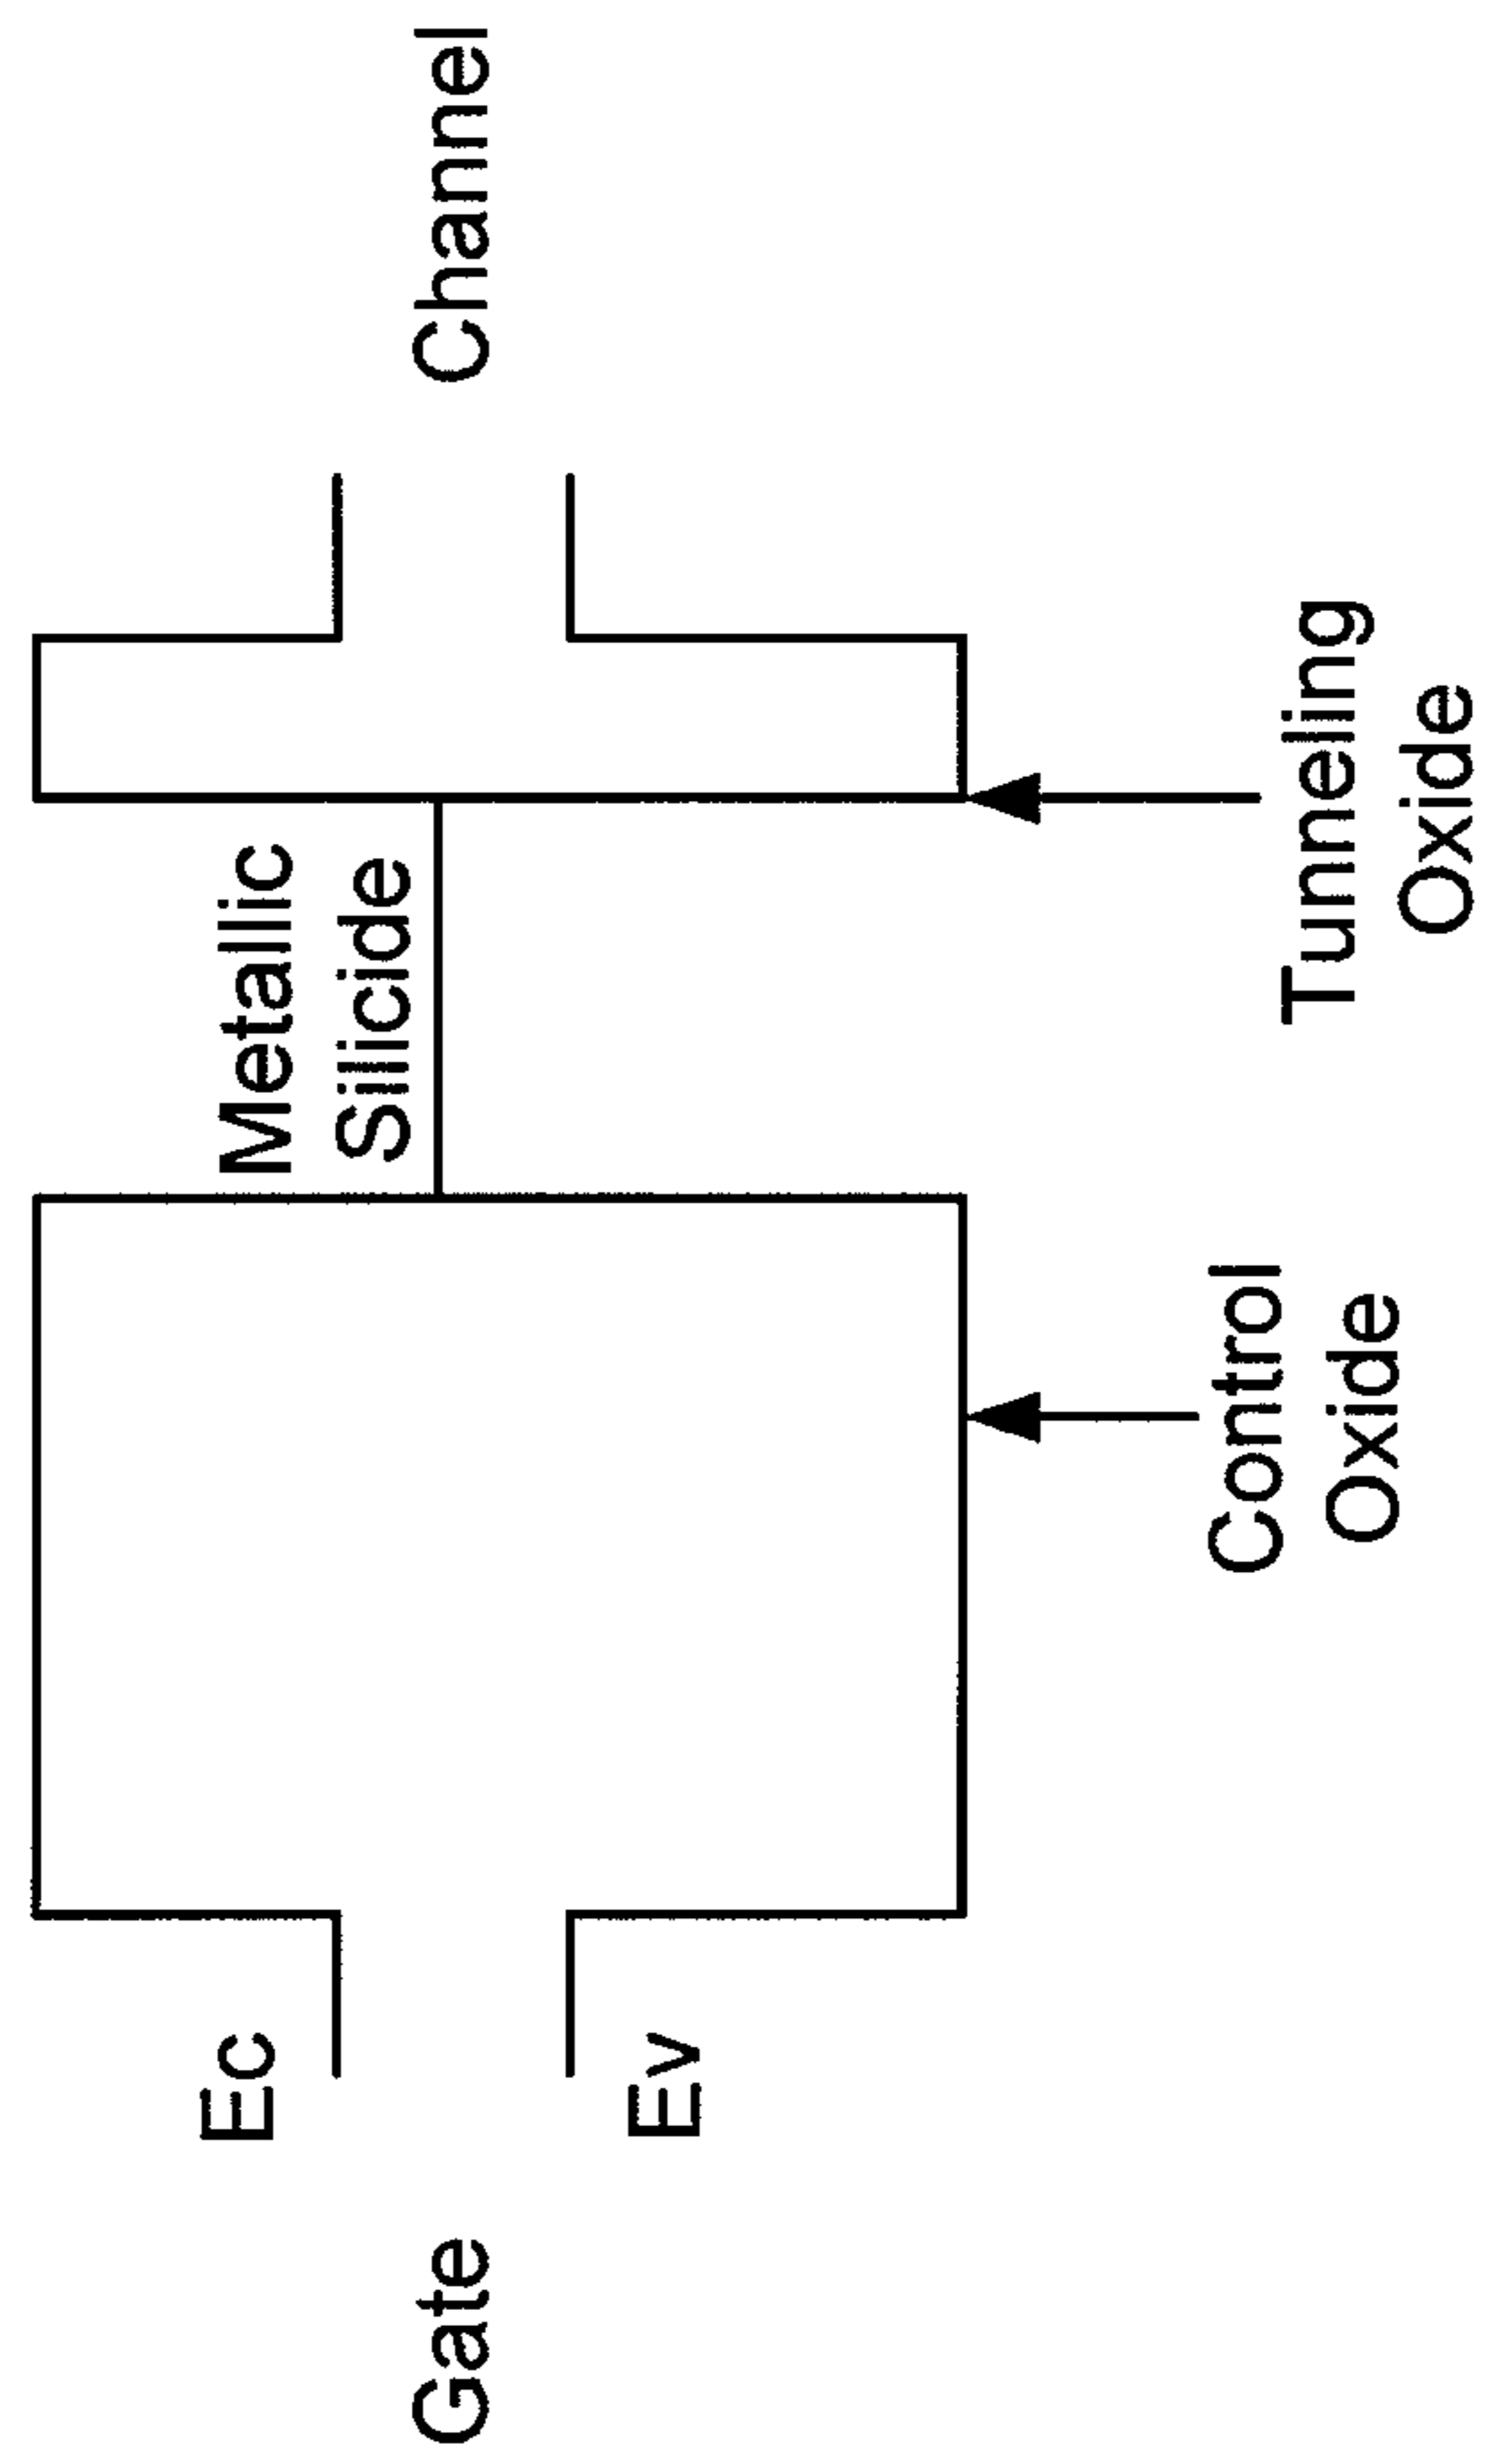 Metallic
Silicide
Ec
Gate
Channel
Ev
Control
Oxide
Tunneling
Oxide